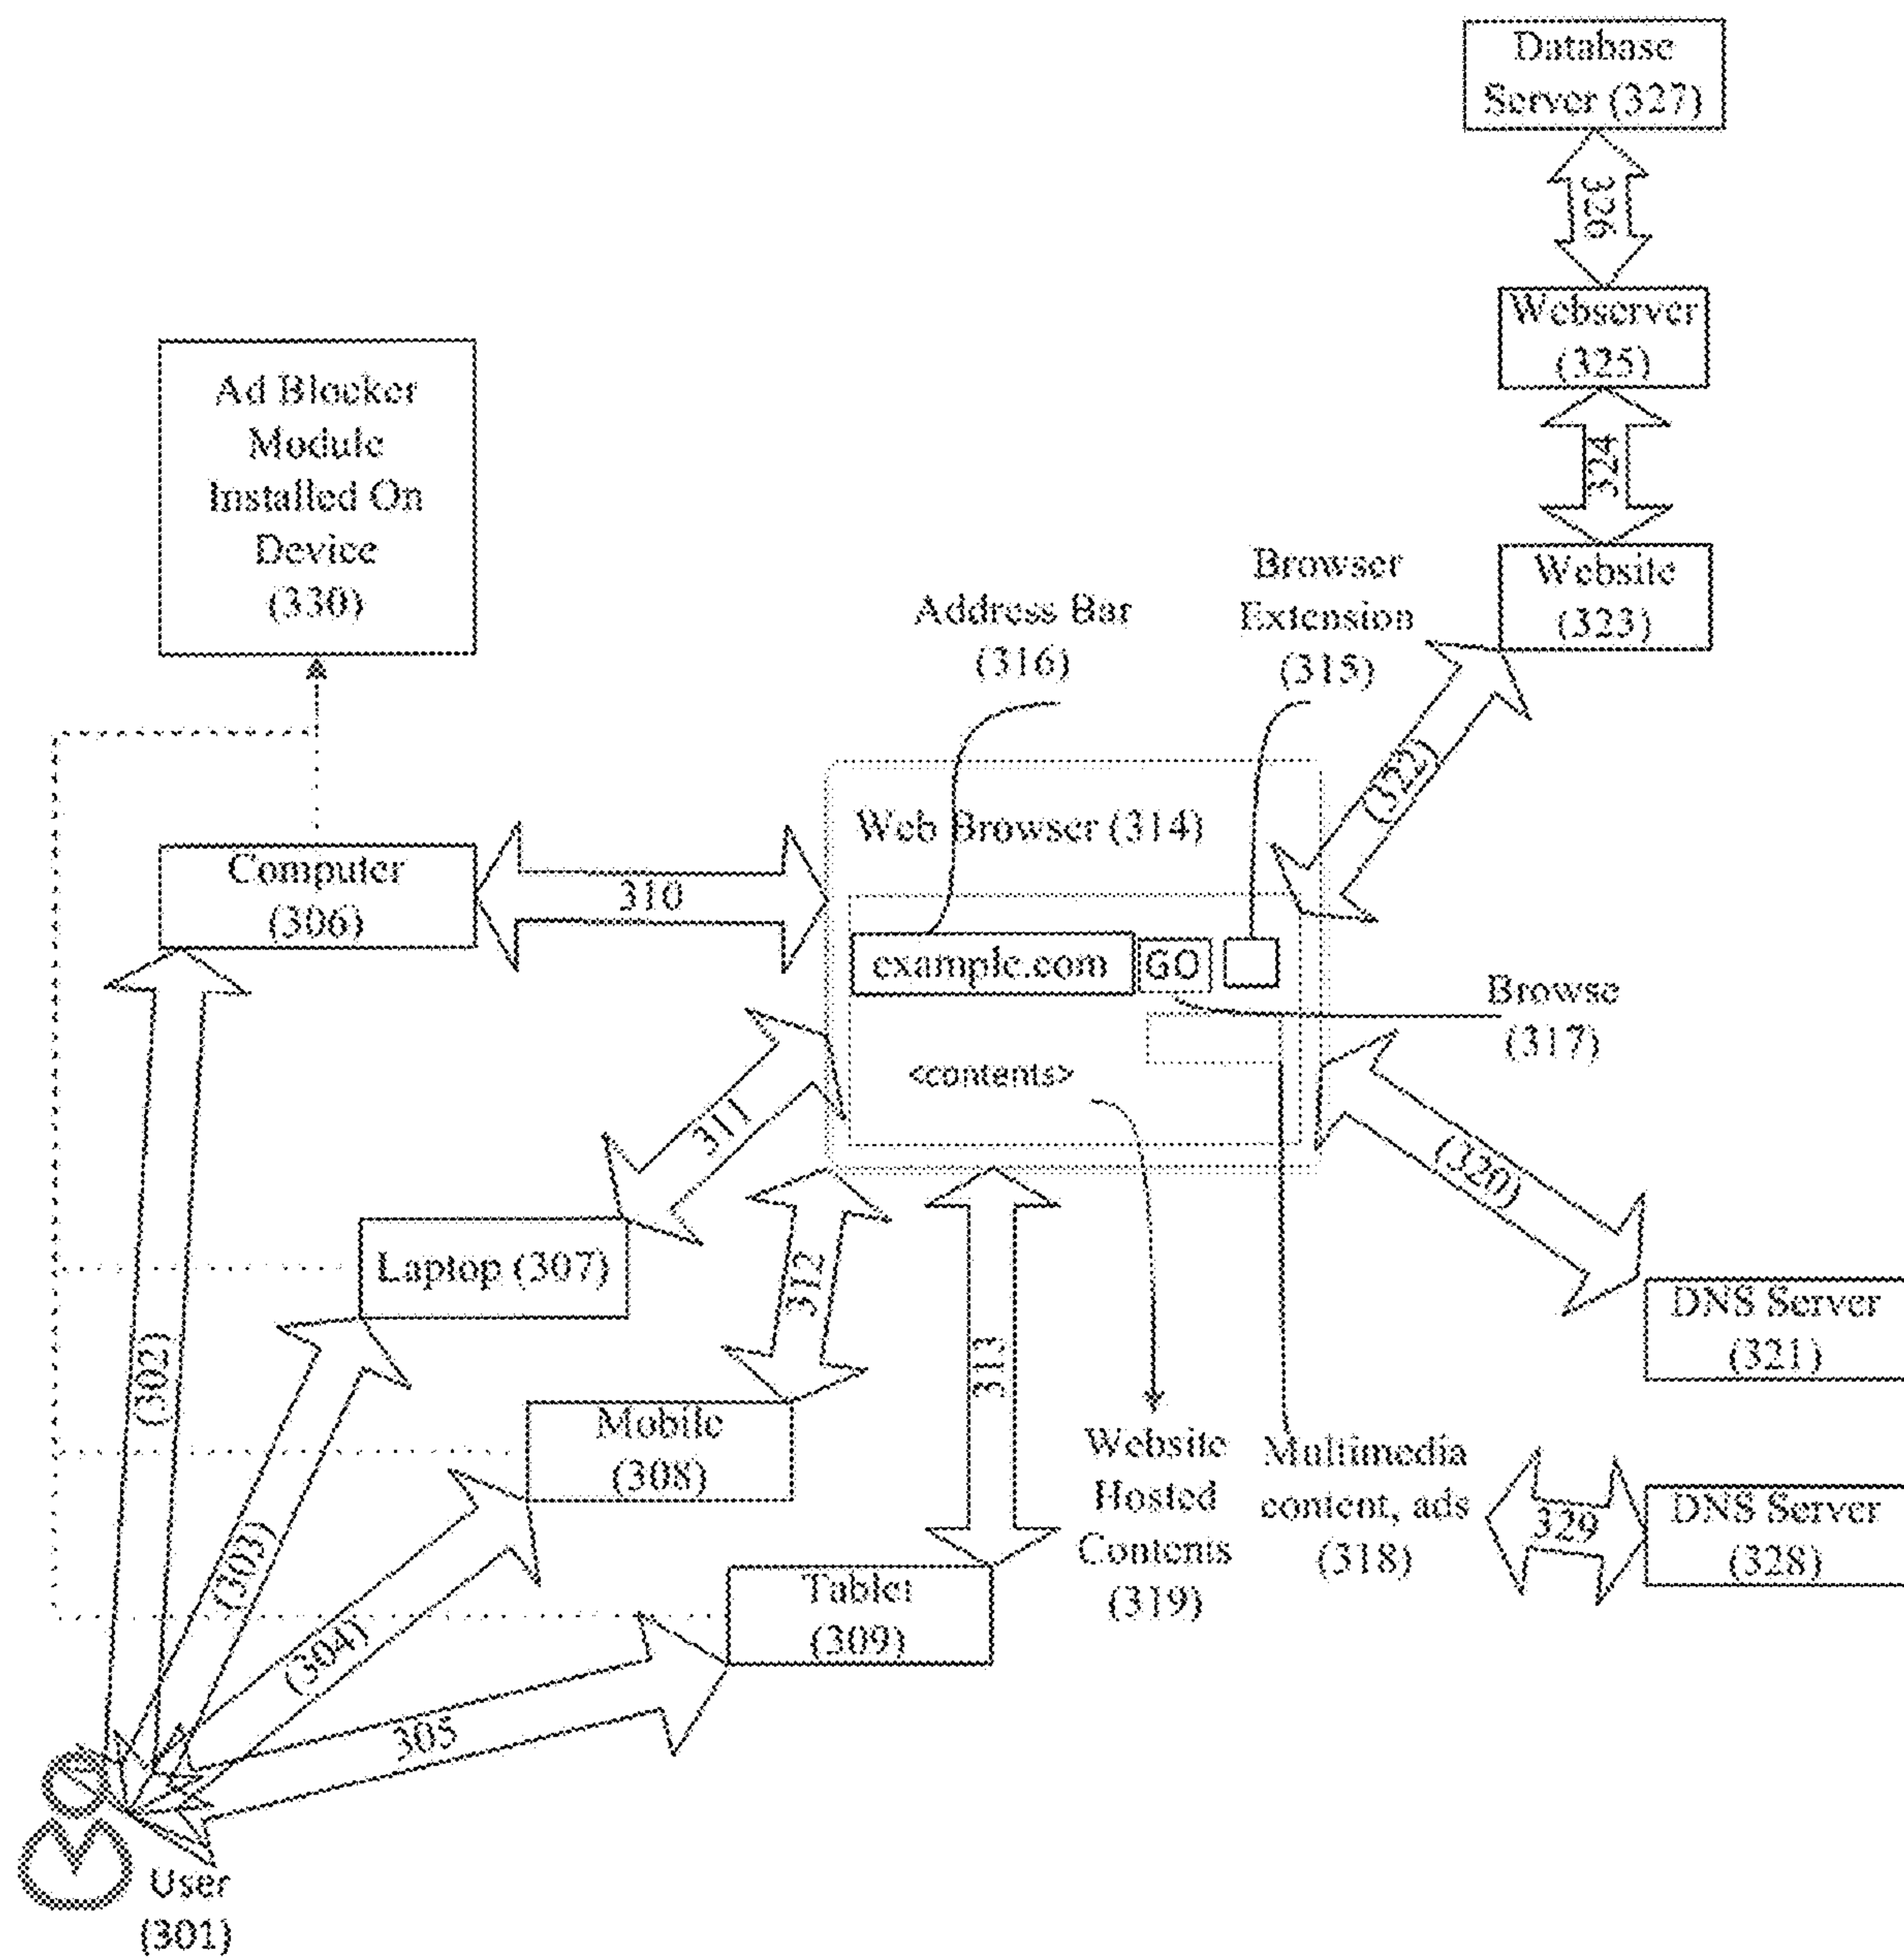 Database
Server (327)
326
Webserver
(325)
324
Website
(323)
Ad Blocker
Module
Installed On
Device
(330)
Address Bar
(316)
Browser
Extension
(315)
(322)
Web Browser (314)
Computer
(306)
310
example.com
GO
Browse
(317)
<contents>
311
(320)
Laptop (307)
312
313
DNS Server
(321)
(302)
(303)
Mobile
(308)
Website
Hosted
Contents
(319)
Multimedia
content, ads
(318)
329
DNS Server
(328)
Tablet
(309)
(304)
305
User
(301)